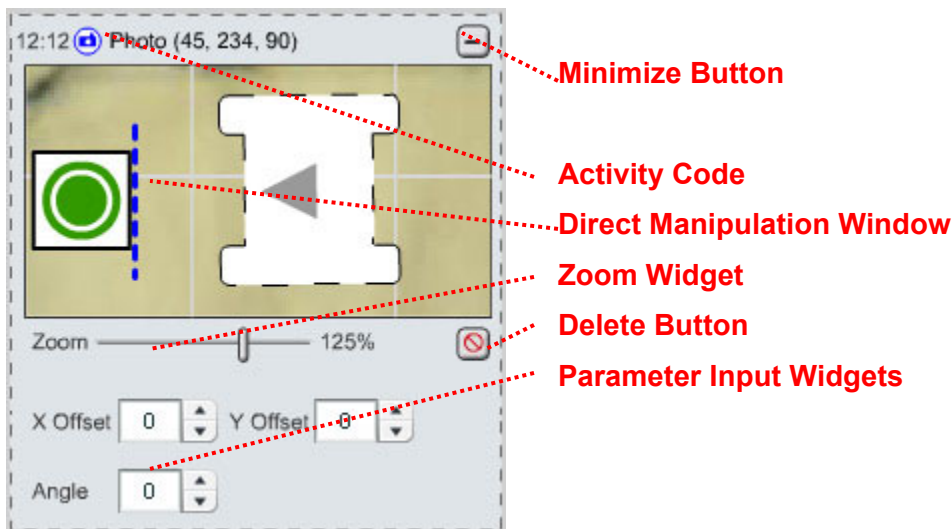 12:12 Photo (45, 234, 90)
Minimize Button
Activity Code
Direct Manipulation Window
Zoom Widget
Zoom 125%
Delete Button
Parameter Input Widgets
X Offset 0 Y Offset 0
Angle 0